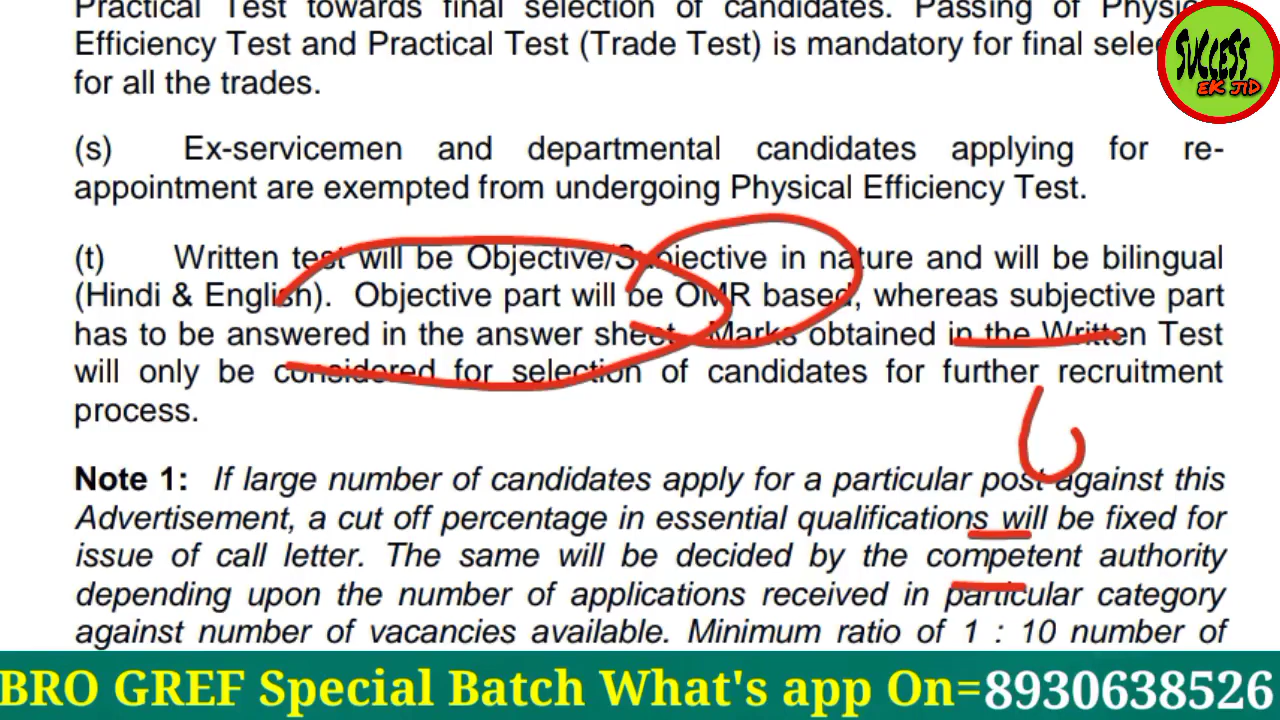 Practical Test towards final selection of candidates. Passing of Physical
Efficiency Test and Practical Test (Trade Test) is mandatory for final
for all the trades.
SUCCESS
EK JID
(s) Ex-servicemen and departmental candidates applying for re-
appointment are exempted from undergoing Physical Efficiency Test.
(t) Written test will be Objective/Subjective in nature and will be bilingual
(Hindi & English). Objective part will be OMR based, whereas subjective part
has to be answered in the answer sheet. Marks obtained in the Written Test
will only be considered for selection of candidates for further recruitment
process.
Note 1: If large number of candidates apply for a particular post against this
Advertisement, a cut off percentage in essential qualifications will be fixed for
issue of call letter. The same will be decided by the competent authority
depending upon the number of applications received in particular category
against number of vacancies available. Minimum ratio of 1 : 10 number of
BRO GREF Special Batch What's app On=8930638526